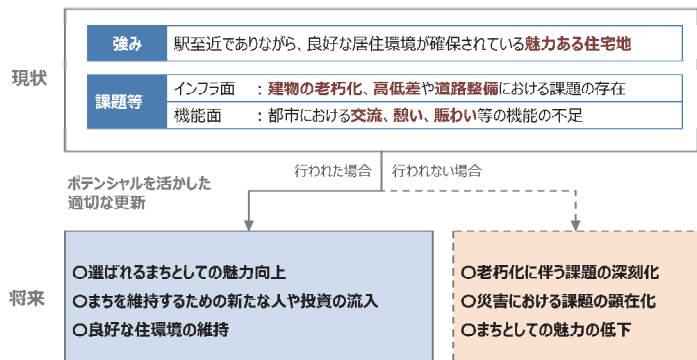 強み
駅至近でありながら、良好な居住環境が確保されている魅力ある住宅地
現状
課題等
インフラ面 ：建物の老朽化、高低差や道路整備における課題の存在
機能面 ：都市における交流、憩い、賑わい等の機能の不足
行われた場合
行われない場合
ポテンシャルを活かした
適切な更新
将来
〇選ばれるまちとしての魅力向上
〇まちを維持するための新たな人や投資の流入
〇良好な住環境の維持
〇老朽化に伴う課題の深刻化
〇災害における課題の顕在化
〇まちとしての魅力の低下